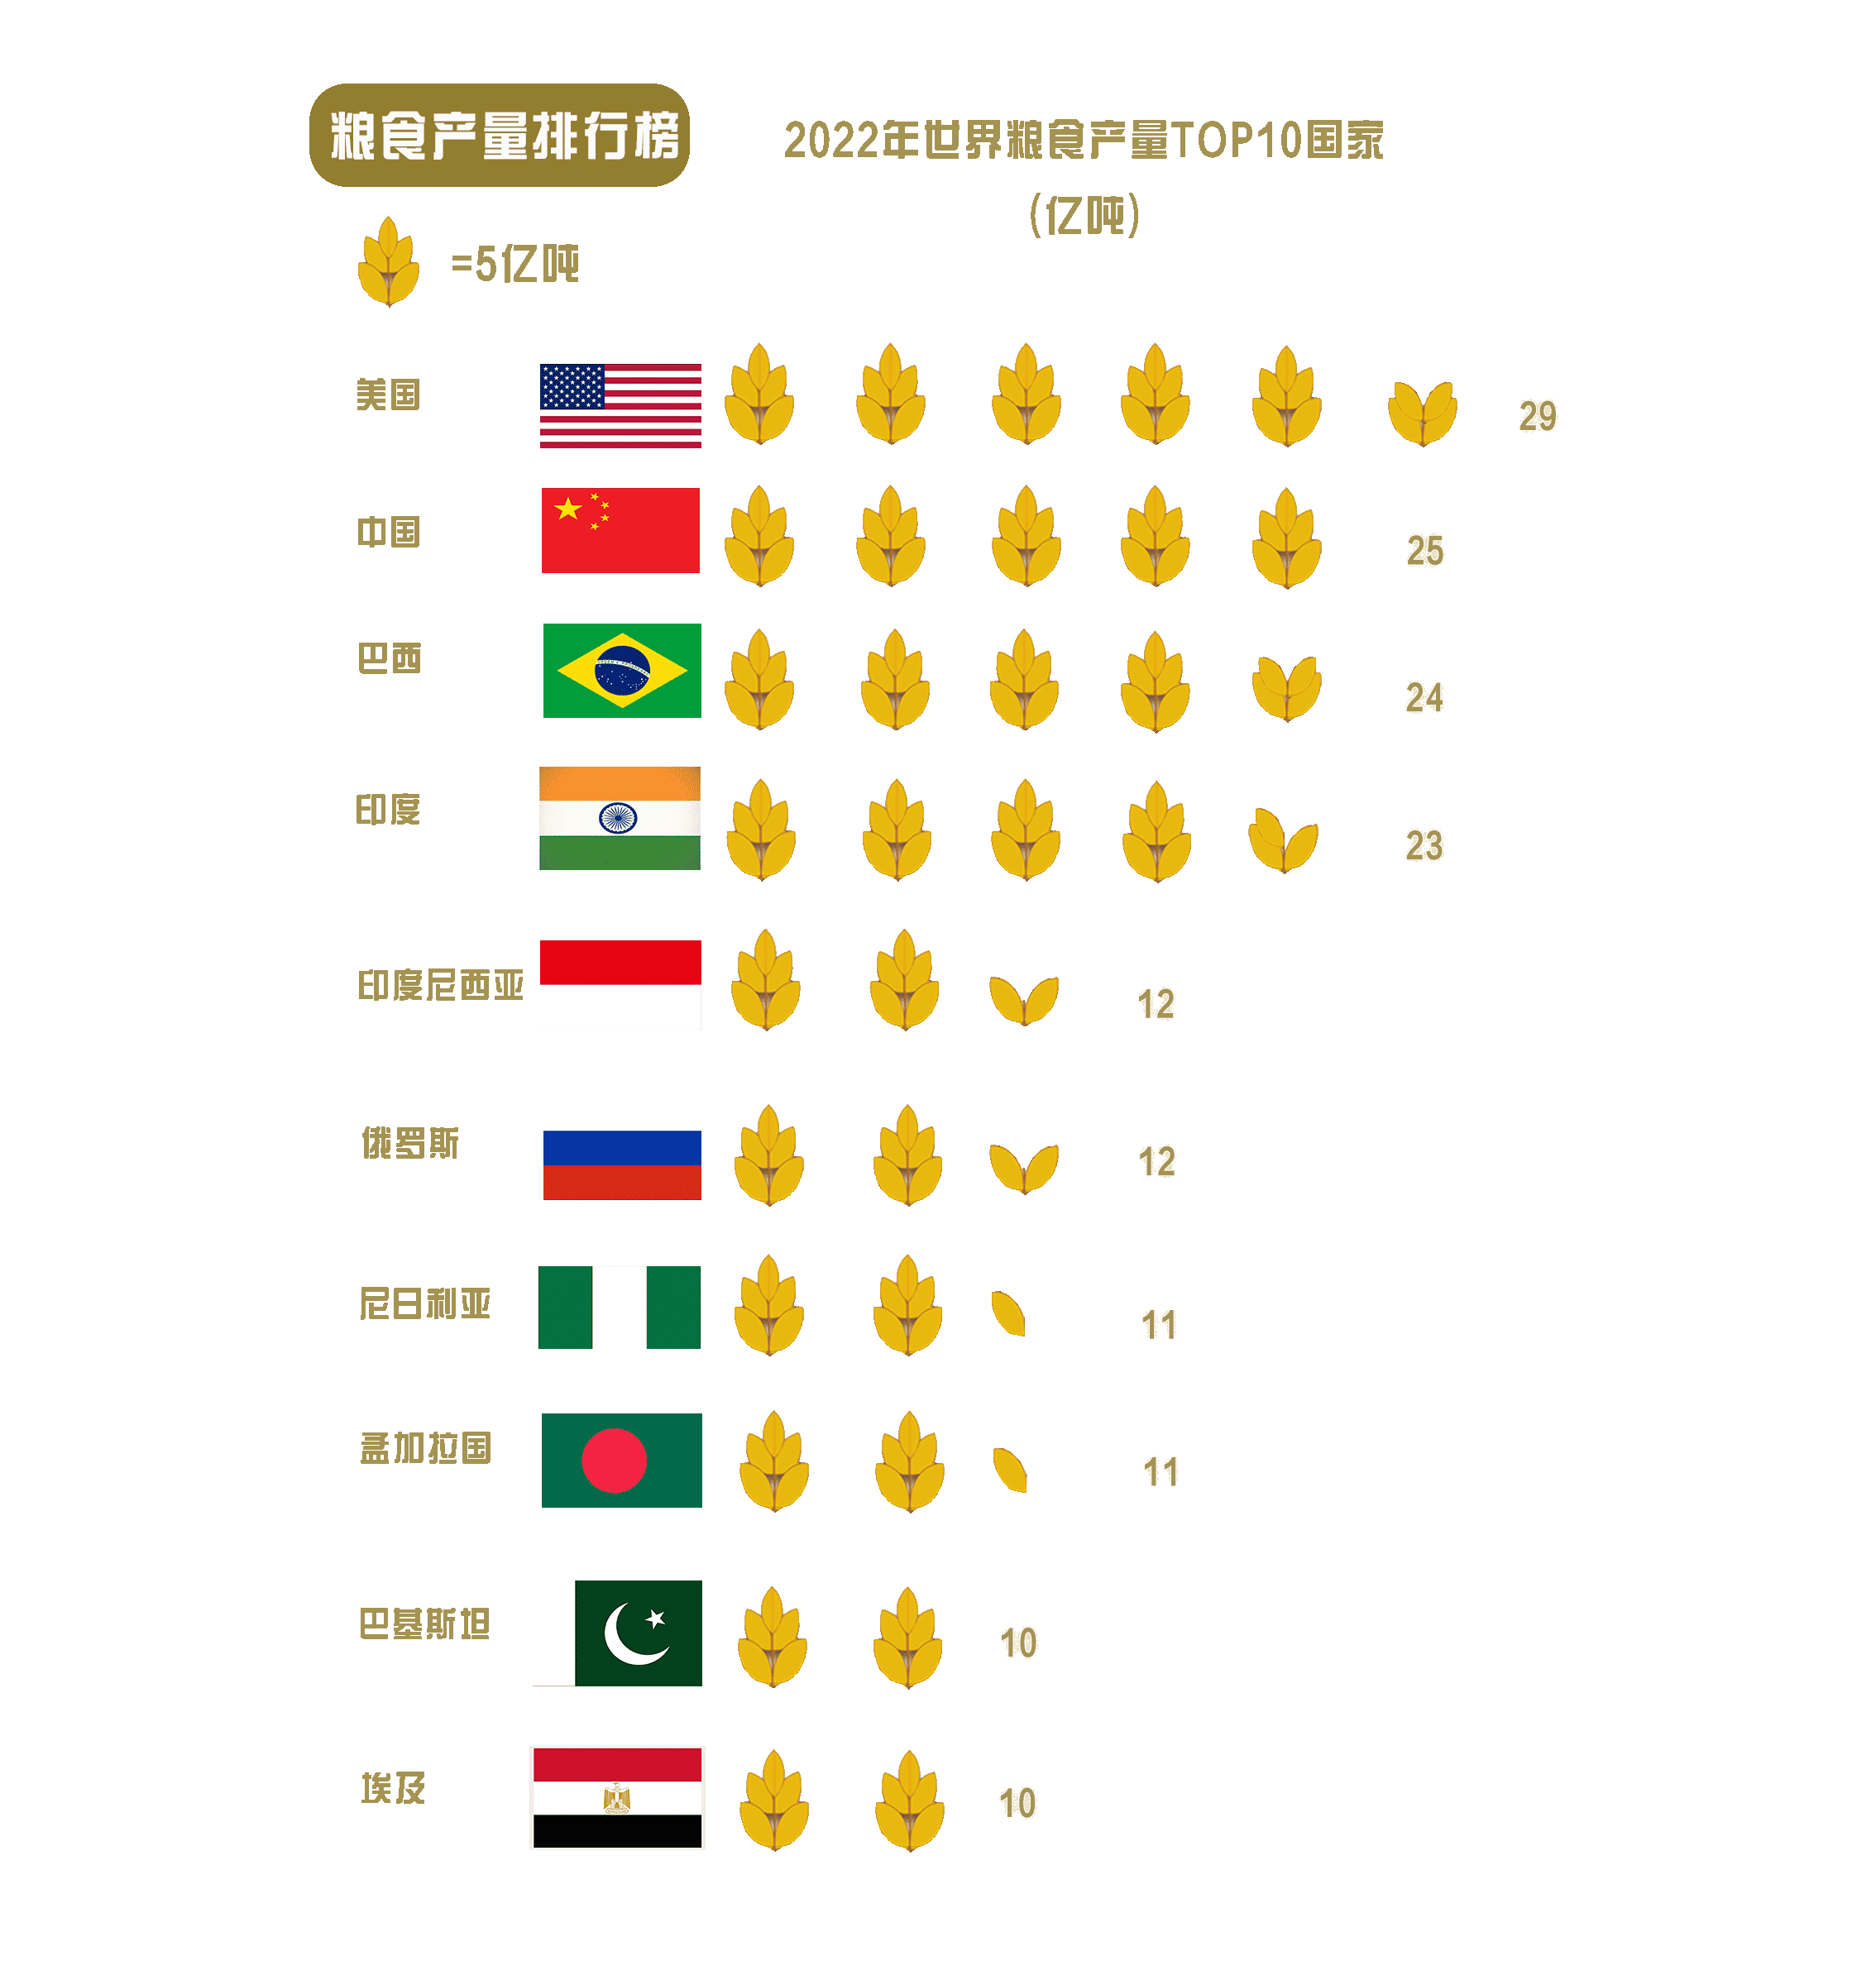 粮食产量排行榜
2022年世界粮食产量TOP10国家
(亿吨)
=5亿吨
美国 29
中国 25
巴西 24
印度 23
印度尼西亚 12
俄罗斯 12
尼日利亚 11
孟加拉国 11
巴基斯坦 10
埃及 10